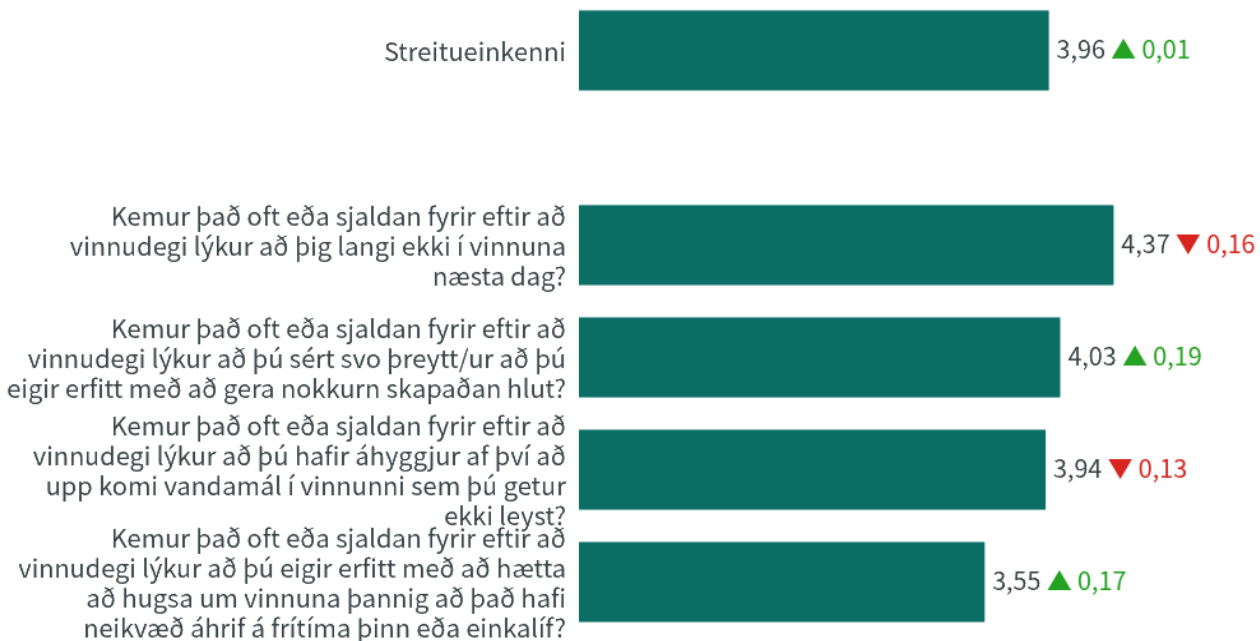 Streitueinkenni
3,96 ▲ 0,01
Kemur það oft eða sjaldan fyrir eftir að
vinnudegi lýkur að þig langi ekki í vinnuna
næsta dag?
4,37 ▼ 0,16
Kemur það oft eða sjaldan fyrir eftir að
vinnudegi lýkur að þú sért svo þreytt/ur að þú
eigir erfitt með að gera nokkurn skapaðan hlut?
4,03 ▲ 0,19
Kemur það oft eða sjaldan fyrir eftir að
vinnudegi lýkur að þú hafir áhyggjur af því að
upp komi vandamál í vinnunni sem þú getur
ekki leyst?
3,94 ▼ 0,13
Kemur það oft eða sjaldan fyrir eftir að
vinnudegi lýkur að þú eigir erfitt með að hætta
að hugsa um vinnuna þannig að það hafi
neikvæð áhrif á frítíma þinn eða einkalíf?
3,55 ▲ 0,17